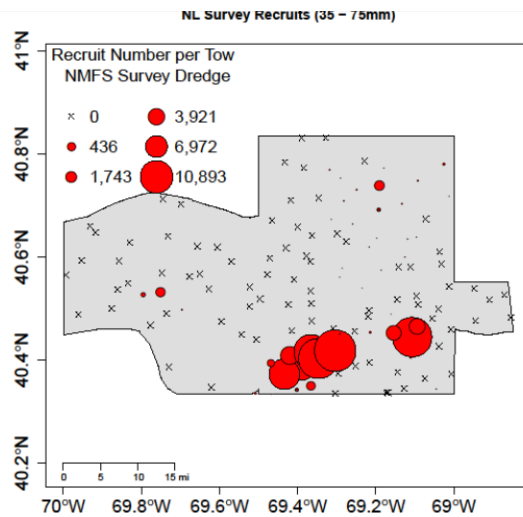 NL Survey Recruits (35 – 75mm)
Recruit Number per Tow
NMFS Survey Dredge
0 3,921
436 6,972
1,743 10,893
41°N
40.8°N
40.6°N
40.4°N
40.2°N
0 5 10 15 mi
70°W 69.8°W 69.6°W 69.4°W 69.2°W 69°W